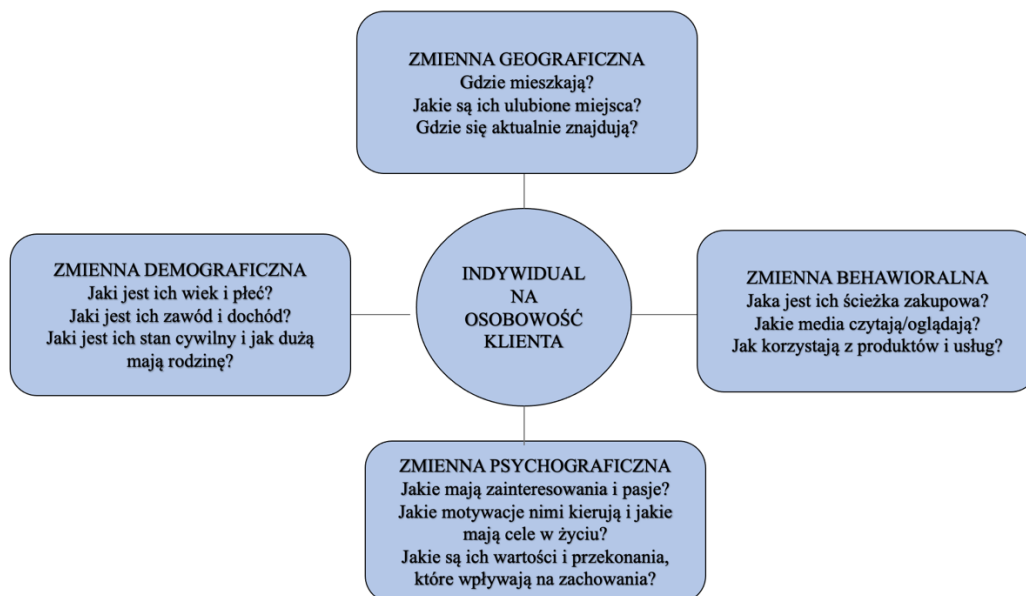 ZMIENNA GEOGRAFICZNA
Gdzie mieszkają?
Jakie są ich ulubione miejsca?
Gdzie się aktualnie znajdują?
ZMIENNA DEMOGRAFICZNA
Jaki jest ich wiek i płeć?
Jaki jest ich zawód i dochód?
Jaki jest ich stan cywilny i jak dużą
mają rodzinę?
INDYWIDUAL
NA
OSOBOWOŚĆ
KLIENTA
ZMIENNA BEHAWIORALNA
Jaka jest ich ścieżka zakupowa?
Jakie media czytają/oglądają?
Jak korzystają z produktów i usług?
ZMIENNA PSYCHOGRAFICZNA
Jakie mają zainteresowania i pasje?
Jakie motywacje nimi kierują i jakie
mają cele w życiu?
Jakie są ich wartości i przekonania,
które wpływają na zachowania?